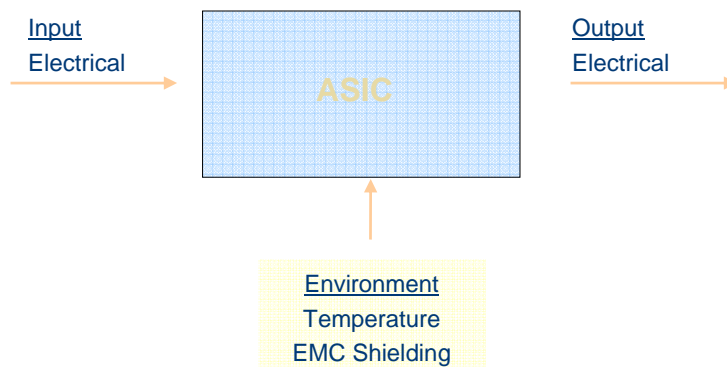 Input
Electrical
ASIC
Output
Electrical
Environment
Temperature
EMC Shielding